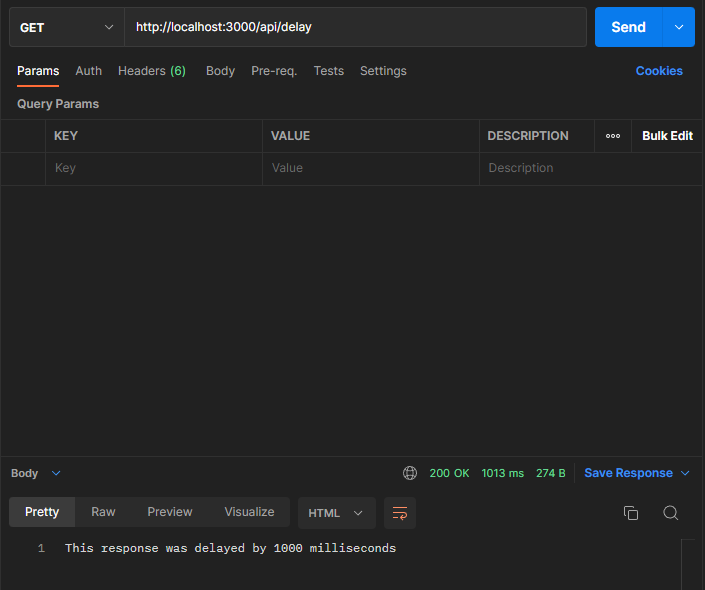 GET http://localhost:3000/api/delay Send
Params Auth Headers (6) Body Pre-req. Tests Settings Cookies
Query Params
KEY VALUE DESCRIPTION ooo Bulk Edit
Key Value Description
Body 200 OK 1013 ms 274 B Save Response
Pretty Raw Preview Visualize HTML
1 This response was delayed by 1000 milliseconds